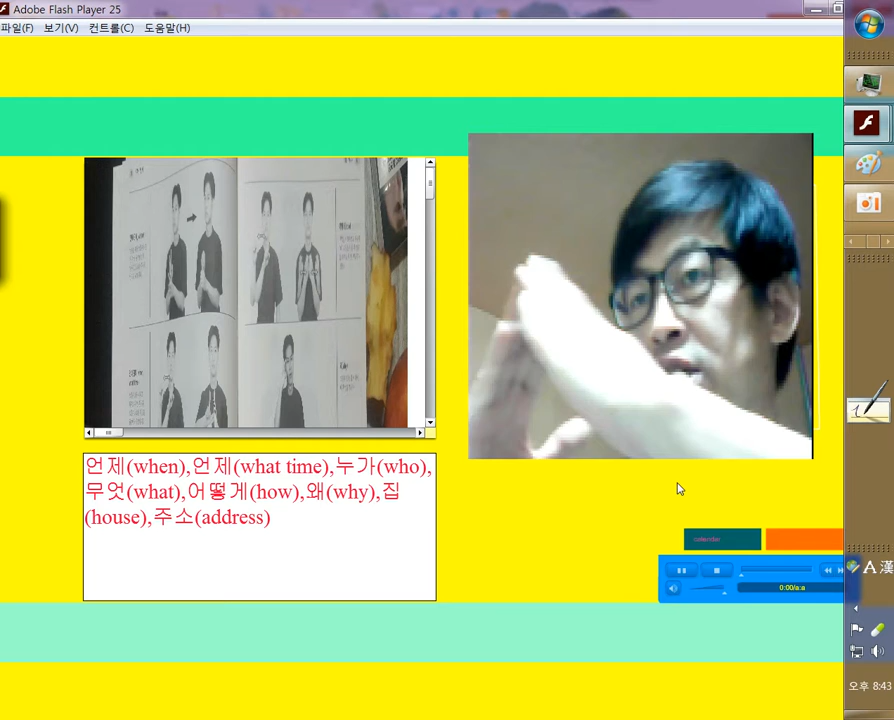 Adobe Flash Player 25
파일(F) 보기(V) 컨트롤(C) 도움말(H)
언제(when),언제(what time),누가(who),
무엇(what),어떻게(how),왜(why),집
(house),주소(address)
0:00/a:a
A 漢
오후 8:43